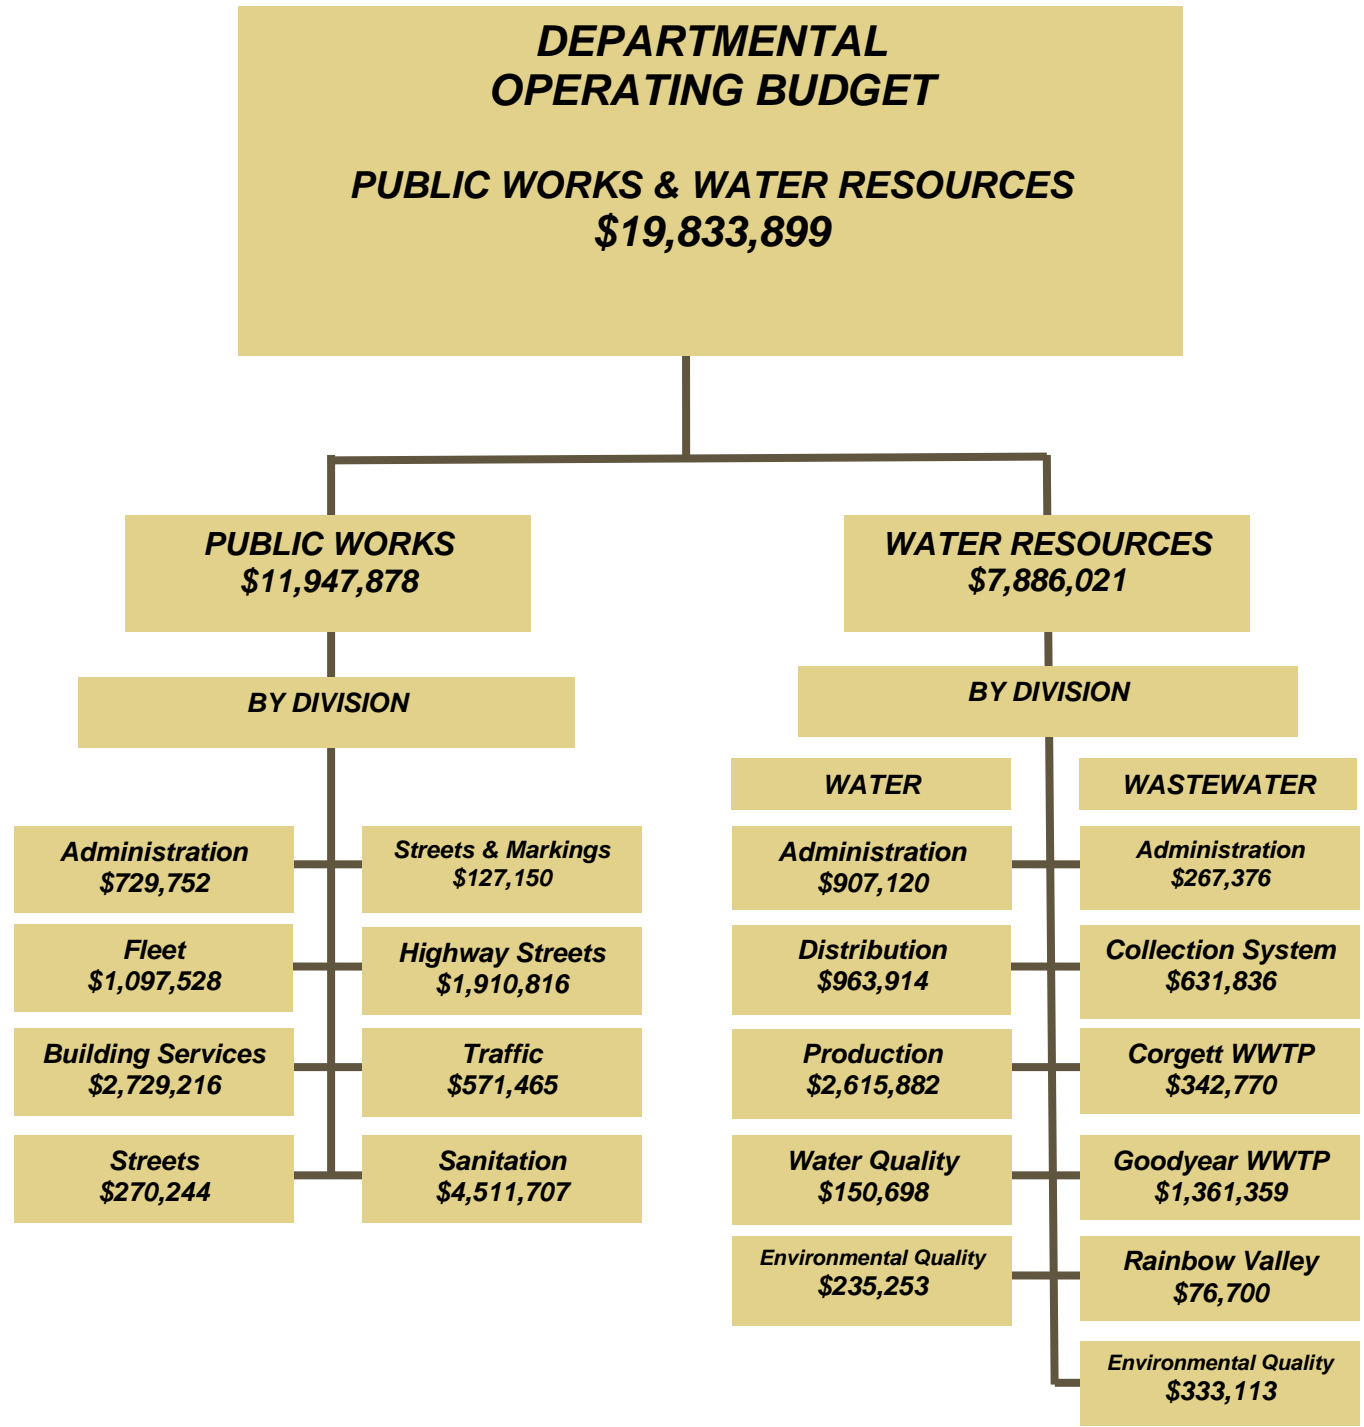 DEPARTMENTAL
OPERATING BUDGET
PUBLIC WORKS & WATER RESOURCES
$19,833,899
PUBLIC WORKS
$11,947,878
BY DIVISION
Administration
$729,752
Fleet
$1,097,528
Building Services
$2,729,216
Streets
$270,244
Streets & Markings
$127,150
Highway Streets
$1,910,816
Traffic
$571,465
Sanitation
$4,511,707
WATER RESOURCES
$7,886,021
BY DIVISION
WATER
Administration
$907,120
Distribution
$963,914
Production
$2,615,882
Water Quality
$150,698
Environmental Quality
$235,253
WASTEWATER
Administration
$267,376
Collection System
$631,836
Corgett WWTP
$342,770
Goodyear WWTP
$1,361,359
Rainbow Valley
$76,700
Environmental Quality
$333,113